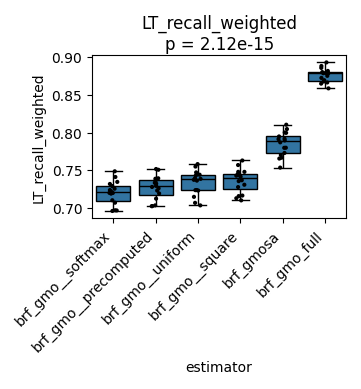 LT_recall_weighted
p = 2.12e-15
LT_recall_weighted
0.90
0.85
0.80
0.75
0.70
brf_gmo__softmax
brf_gmo__precomputed
brf_gmo__uniform
brf_gmo__square
brf_gmosa
brf_gmo_full
estimator